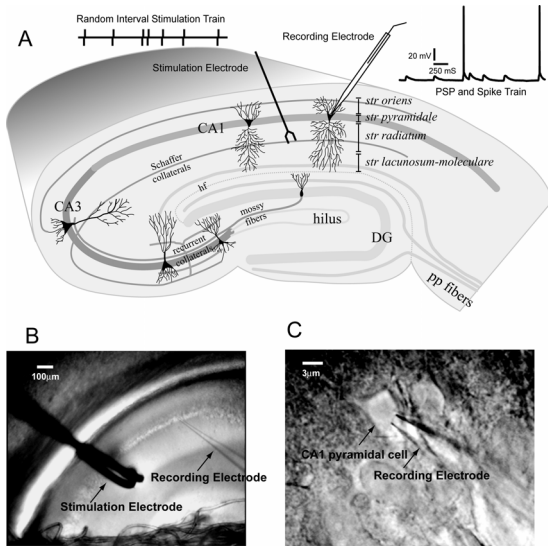 A
Random Interval Stimulation Train
Recording Electrode
Stimulation Electrode
20 mV
250 mS
PSP and Spike Train
str oriens
str pyramidale
str radiatum
str lacunosum-moleculare
CA1
Schaffer
collaterals
CA3
hf
mossy
fibers
recurrent
collaterals
hilus
DG
pp fibers
B
100μm
Recording Electrode
Stimulation Electrode
C
3μm
CA1 pyramidal cell
Recording Electrode